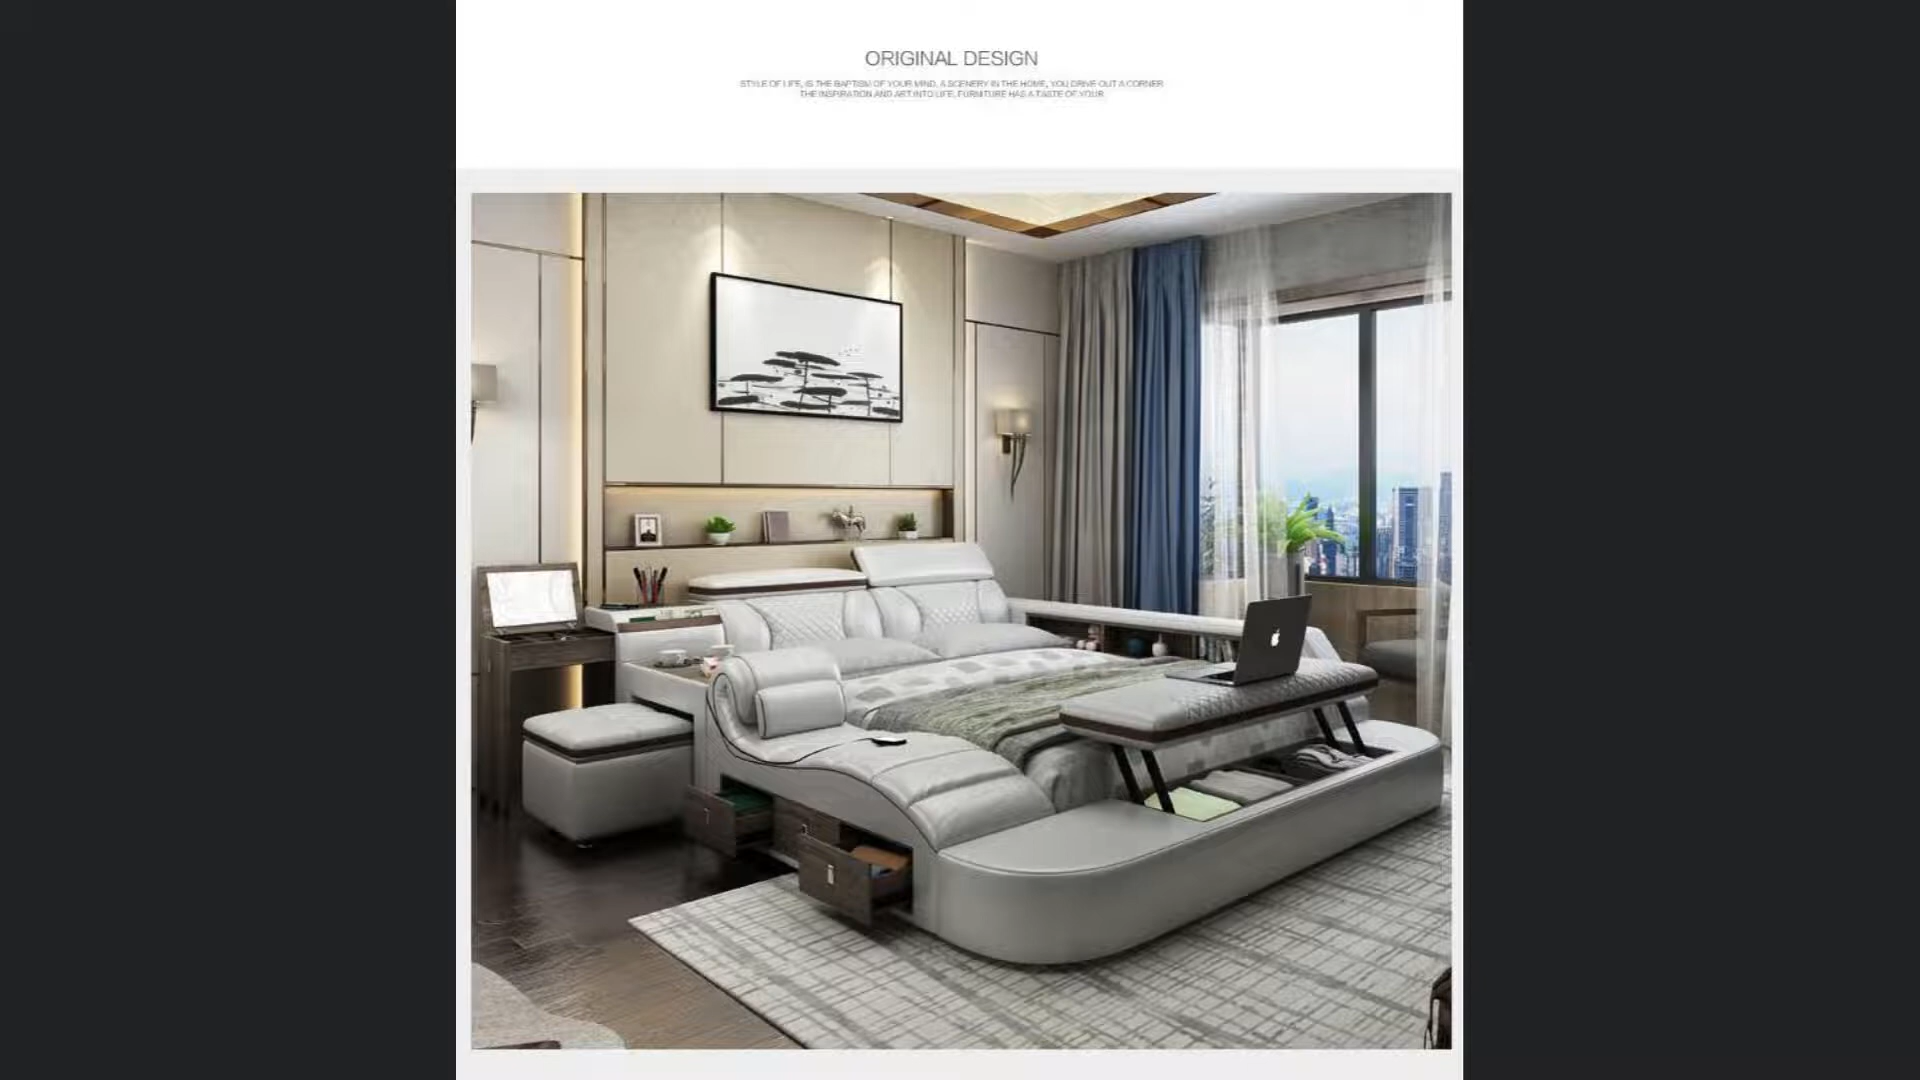 ORIGINAL DESIGN
STYLE OF LIFE, IS THE BAPTISM OF YOUR MIND, A SCENERY IN THE HOME, YOU DRIVE OUT A CORNER
THE INSPIRATION AND ART INTO LIFE, FURNITURE HAS A TASTE OF YOUR